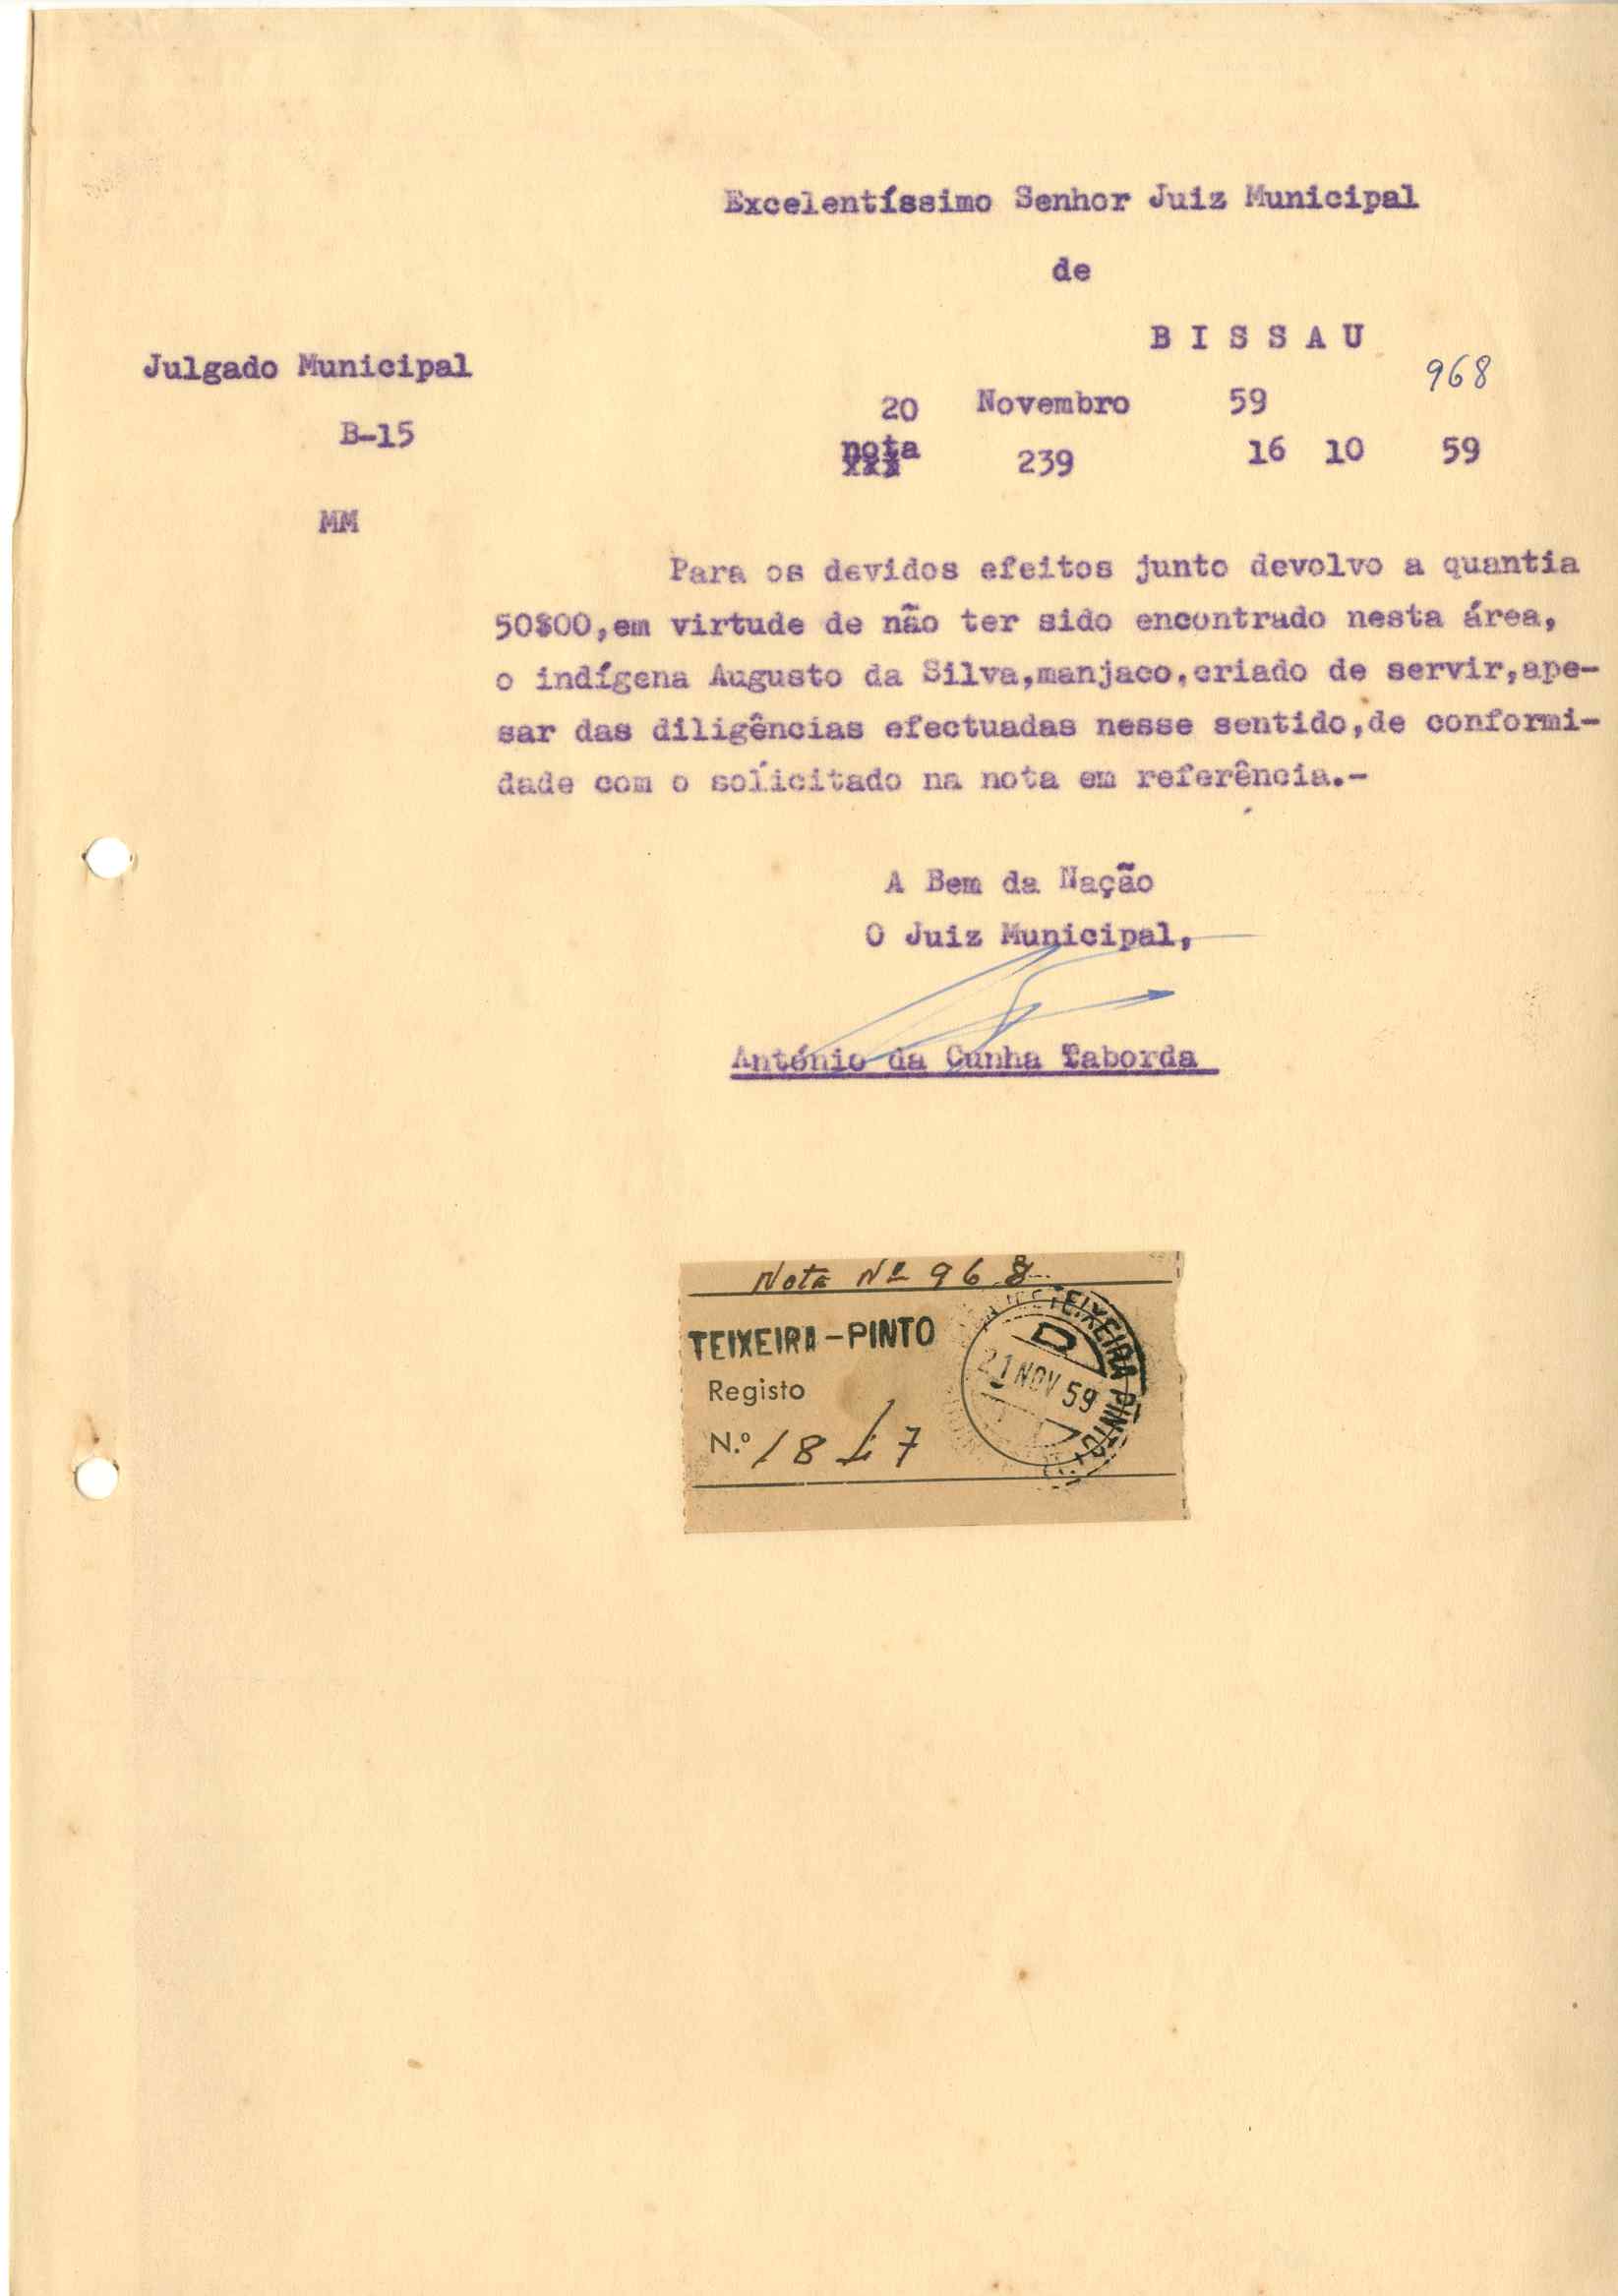 Excelentíssimo Senhor Juiz Municipal
de
B I S S A U
Julgado Municipal
968
20 Novembro 59
B-15
nota 239 16 10 59
MM
Para os devidos efeitos junto devolvo a quantia
50$00,em virtude de não ter sido encontrado nesta área,
o indígena Augusto da Silva,manjaco,criado de servir,ape-
sar das diligências efectuadas nesse sentido,de conformi-
dade com o solicitado na nota em referência.-
A Bem da Nação
O Juiz Municipal,
António da Cunha Taborda
Nota Nº 968
TEIXEIRA-PINTO
Registo
N.º
TEIXEIRA PINTO
D
21 NOV 59